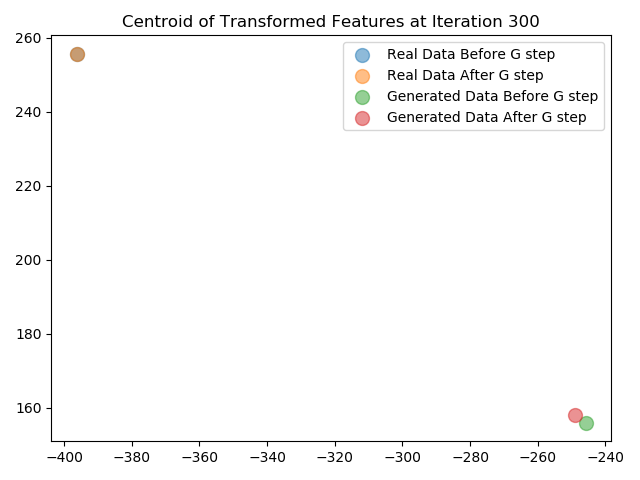 Centroid of Transformed Features at Iteration 300
260
240
220
200
180
160
Real Data Before G step
Real Data After G step
Generated Data Before G step
Generated Data After G step
−400 −380 −360 −340 −320 −300 −280 −260 −240